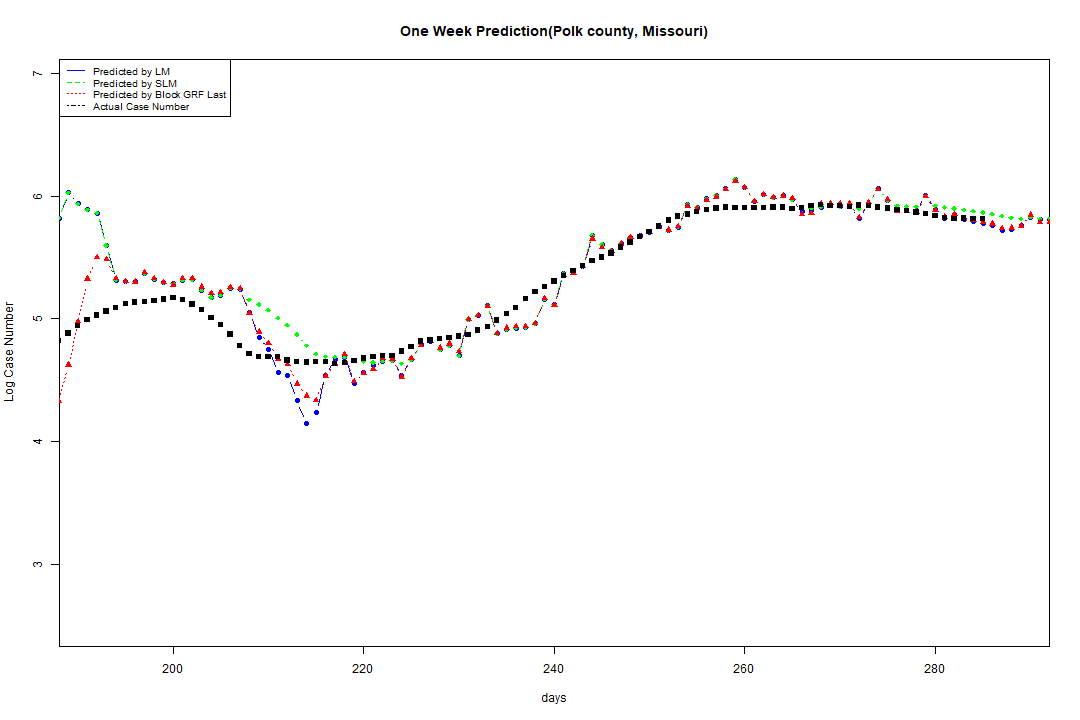 One Week Prediction(Polk county, Missouri)
Predicted by LM
Predicted by SLM
Predicted by Block GRF Last
Actual Case Number
7
6
5
4
3
Log Case Number
200 220 240 260 280
days